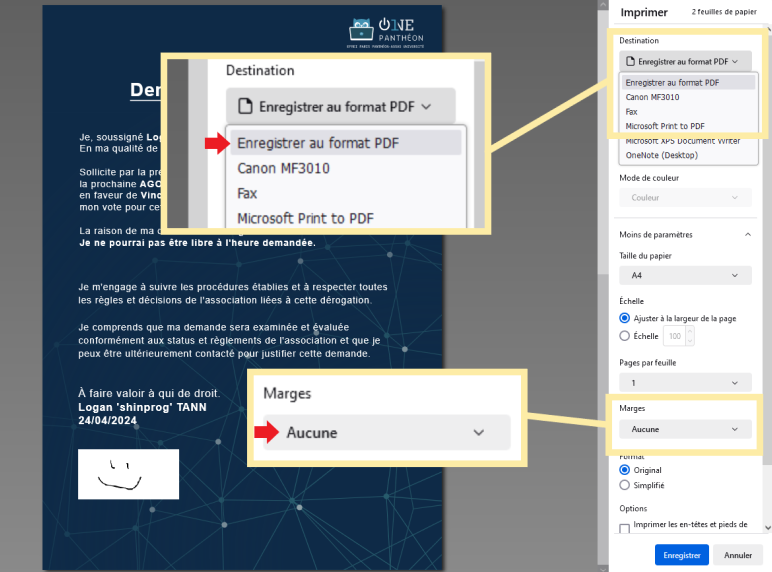 ONE
PANTHÉON
Der
Je, soussigné Log
En ma qualité de
Sollicite par la pre
la prochaine AGO
en faveur de Vinc
mon vote pour cet
La raison de ma d
Je ne pourrai pas être libre à l'heure demandée.
Je m'engage à suivre les procédures établies et à respecter toutes
les règles et décisions de l'association liées à cette dérogation.
Je comprends que ma demande sera examinée et évaluée
conformément aux status et règlements de l'association et que je
peux être ultérieurement contacté pour justifier cette demande.
À faire valoir à qui de droit.
Logan 'shinprog' TANN
24/04/2024
Destination
Enregistrer au format PDF
Enregistrer au format PDF
Canon MF3010
Fax
Microsoft Print to PDF
Marges
Aucune
Imprimer 2 feuilles de papier
Destination
Enregistrer au format PDF
Enregistrer au format PDF
Canon MF3010
Fax
Microsoft Print to PDF
Microsoft XPS Document Writer
OneNote (Desktop)
Mode de couleur
Couleur
Moins de paramètres
Taille du papier
A4
Échelle
Ajuster à la largeur de la page
Échelle 100
Pages par feuille
1
Marges
Aucune
Format
Original
Simplifié
Options
Imprimer les en-têtes et pieds de
Enregistrer Annuler